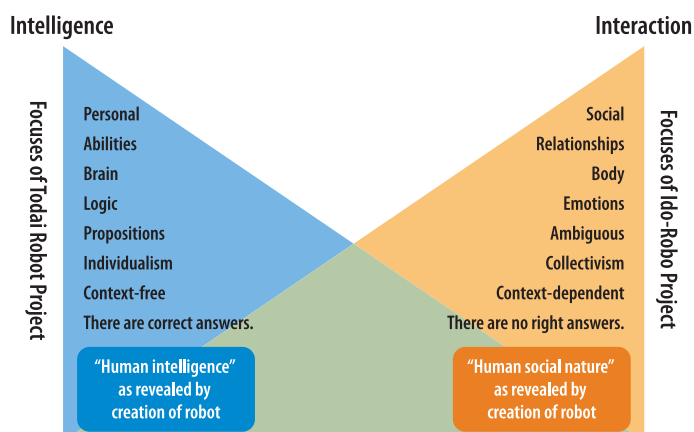 Intelligence
Interaction
Focuses of Todai Robot Project
Personal
Abilities
Brain
Logic
Propositions
Individualism
Context-free
There are correct answers.
"Human intelligence"
as revealed by
creation of robot
Social
Relationships
Body
Emotions
Ambiguous
Collectivism
Context-dependent
There are no right answers.
"Human social nature"
as revealed by
creation of robot
Focuses of Ido-Robo Project